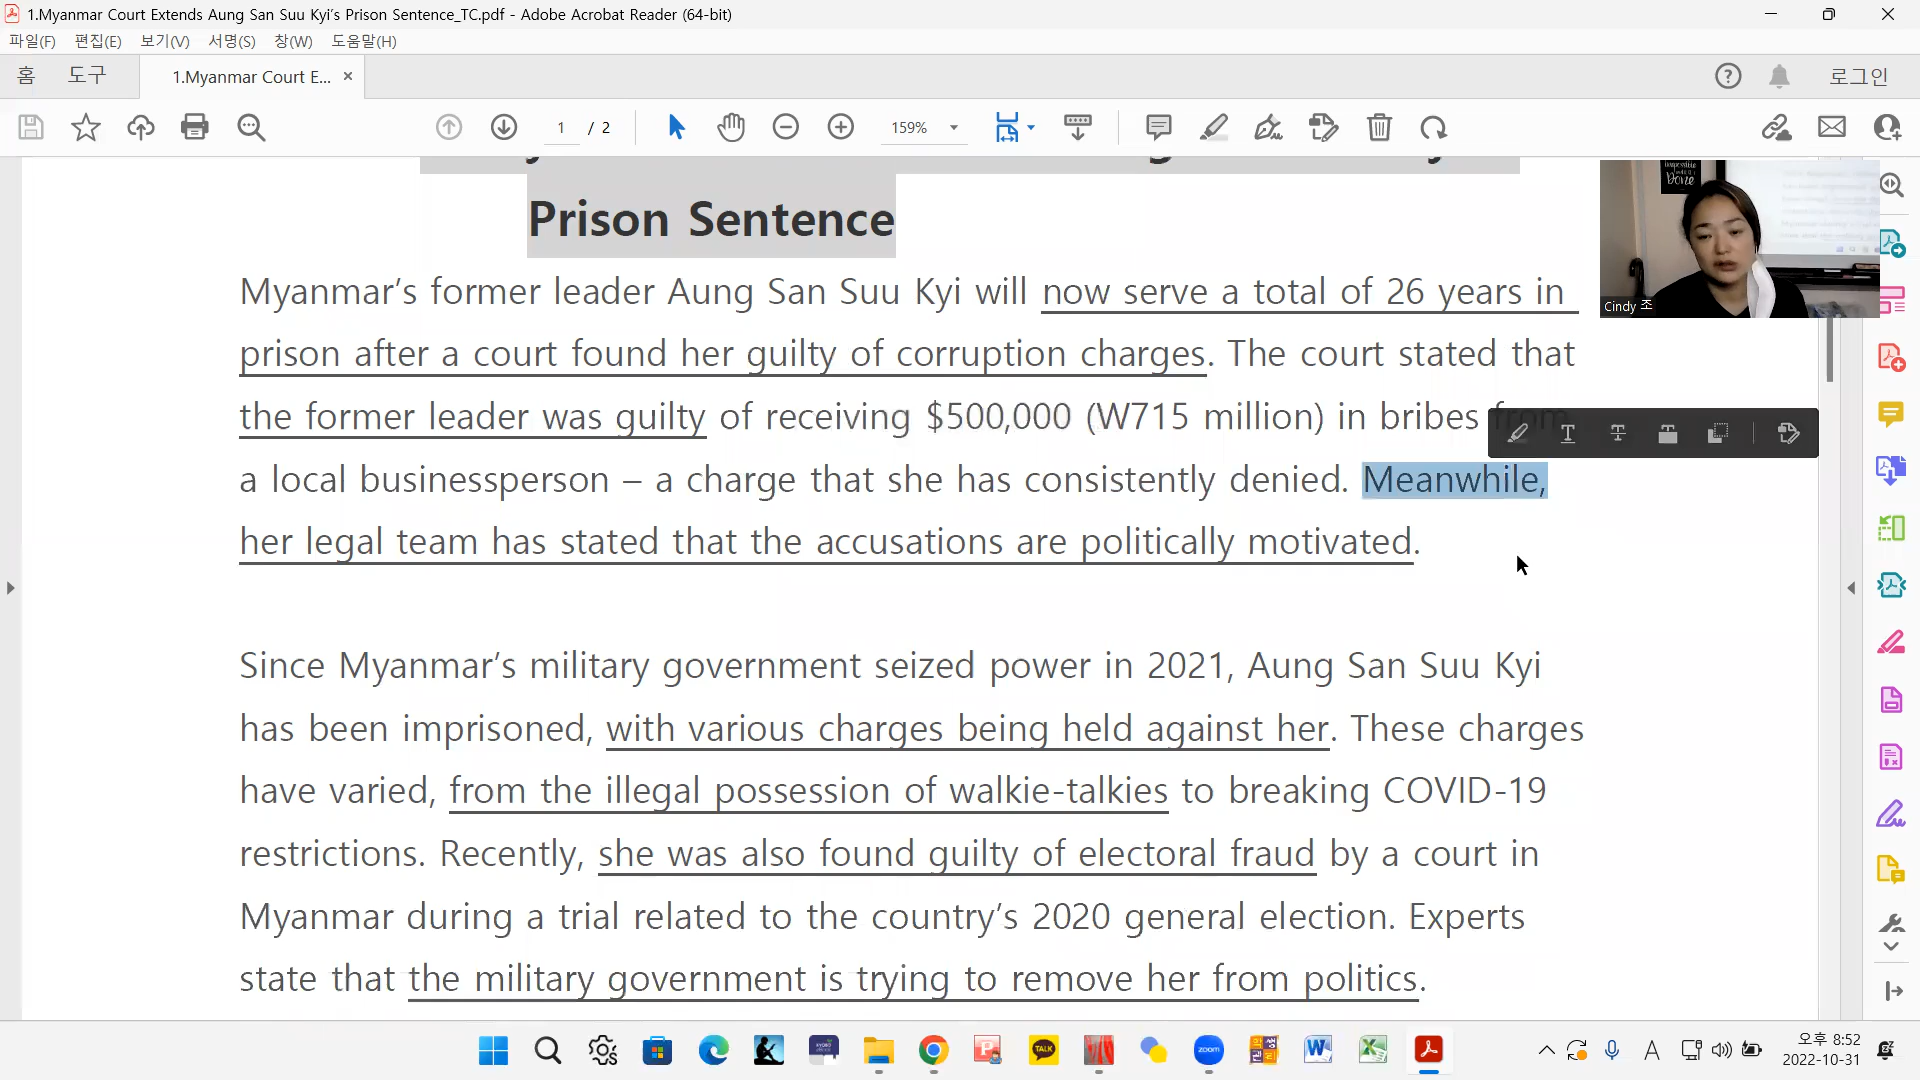 1.Myanmar Court Extends Aung San Suu Kyi's Prison Sentence_TC.pdf - Adobe Acrobat Reader (64-bit)
파일(F) 편집(E) 보기(V) 서명(S) 창(W) 도움말(H)
홈 도구 1.Myanmar Court E... × 로그인
1 / 2 159%
Done
Cindy 조
Prison Sentence
Myanmar's former leader Aung San Suu Kyi will now serve a total of 26 years in
prison after a court found her guilty of corruption charges. The court stated that
the former leader was guilty of receiving $500,000 (W715 million) in bribes from
a local businessperson – a charge that she has consistently denied. Meanwhile,
her legal team has stated that the accusations are politically motivated.
Since Myanmar's military government seized power in 2021, Aung San Suu Kyi
has been imprisoned, with various charges being held against her. These charges
have varied, from the illegal possession of walkie-talkies to breaking COVID-19
restrictions. Recently, she was also found guilty of electoral fraud by a court in
Myanmar during a trial related to the country's 2020 general election. Experts
state that the military government is trying to remove her from politics.
TALK
zoom
오후 8:52
2022-10-31